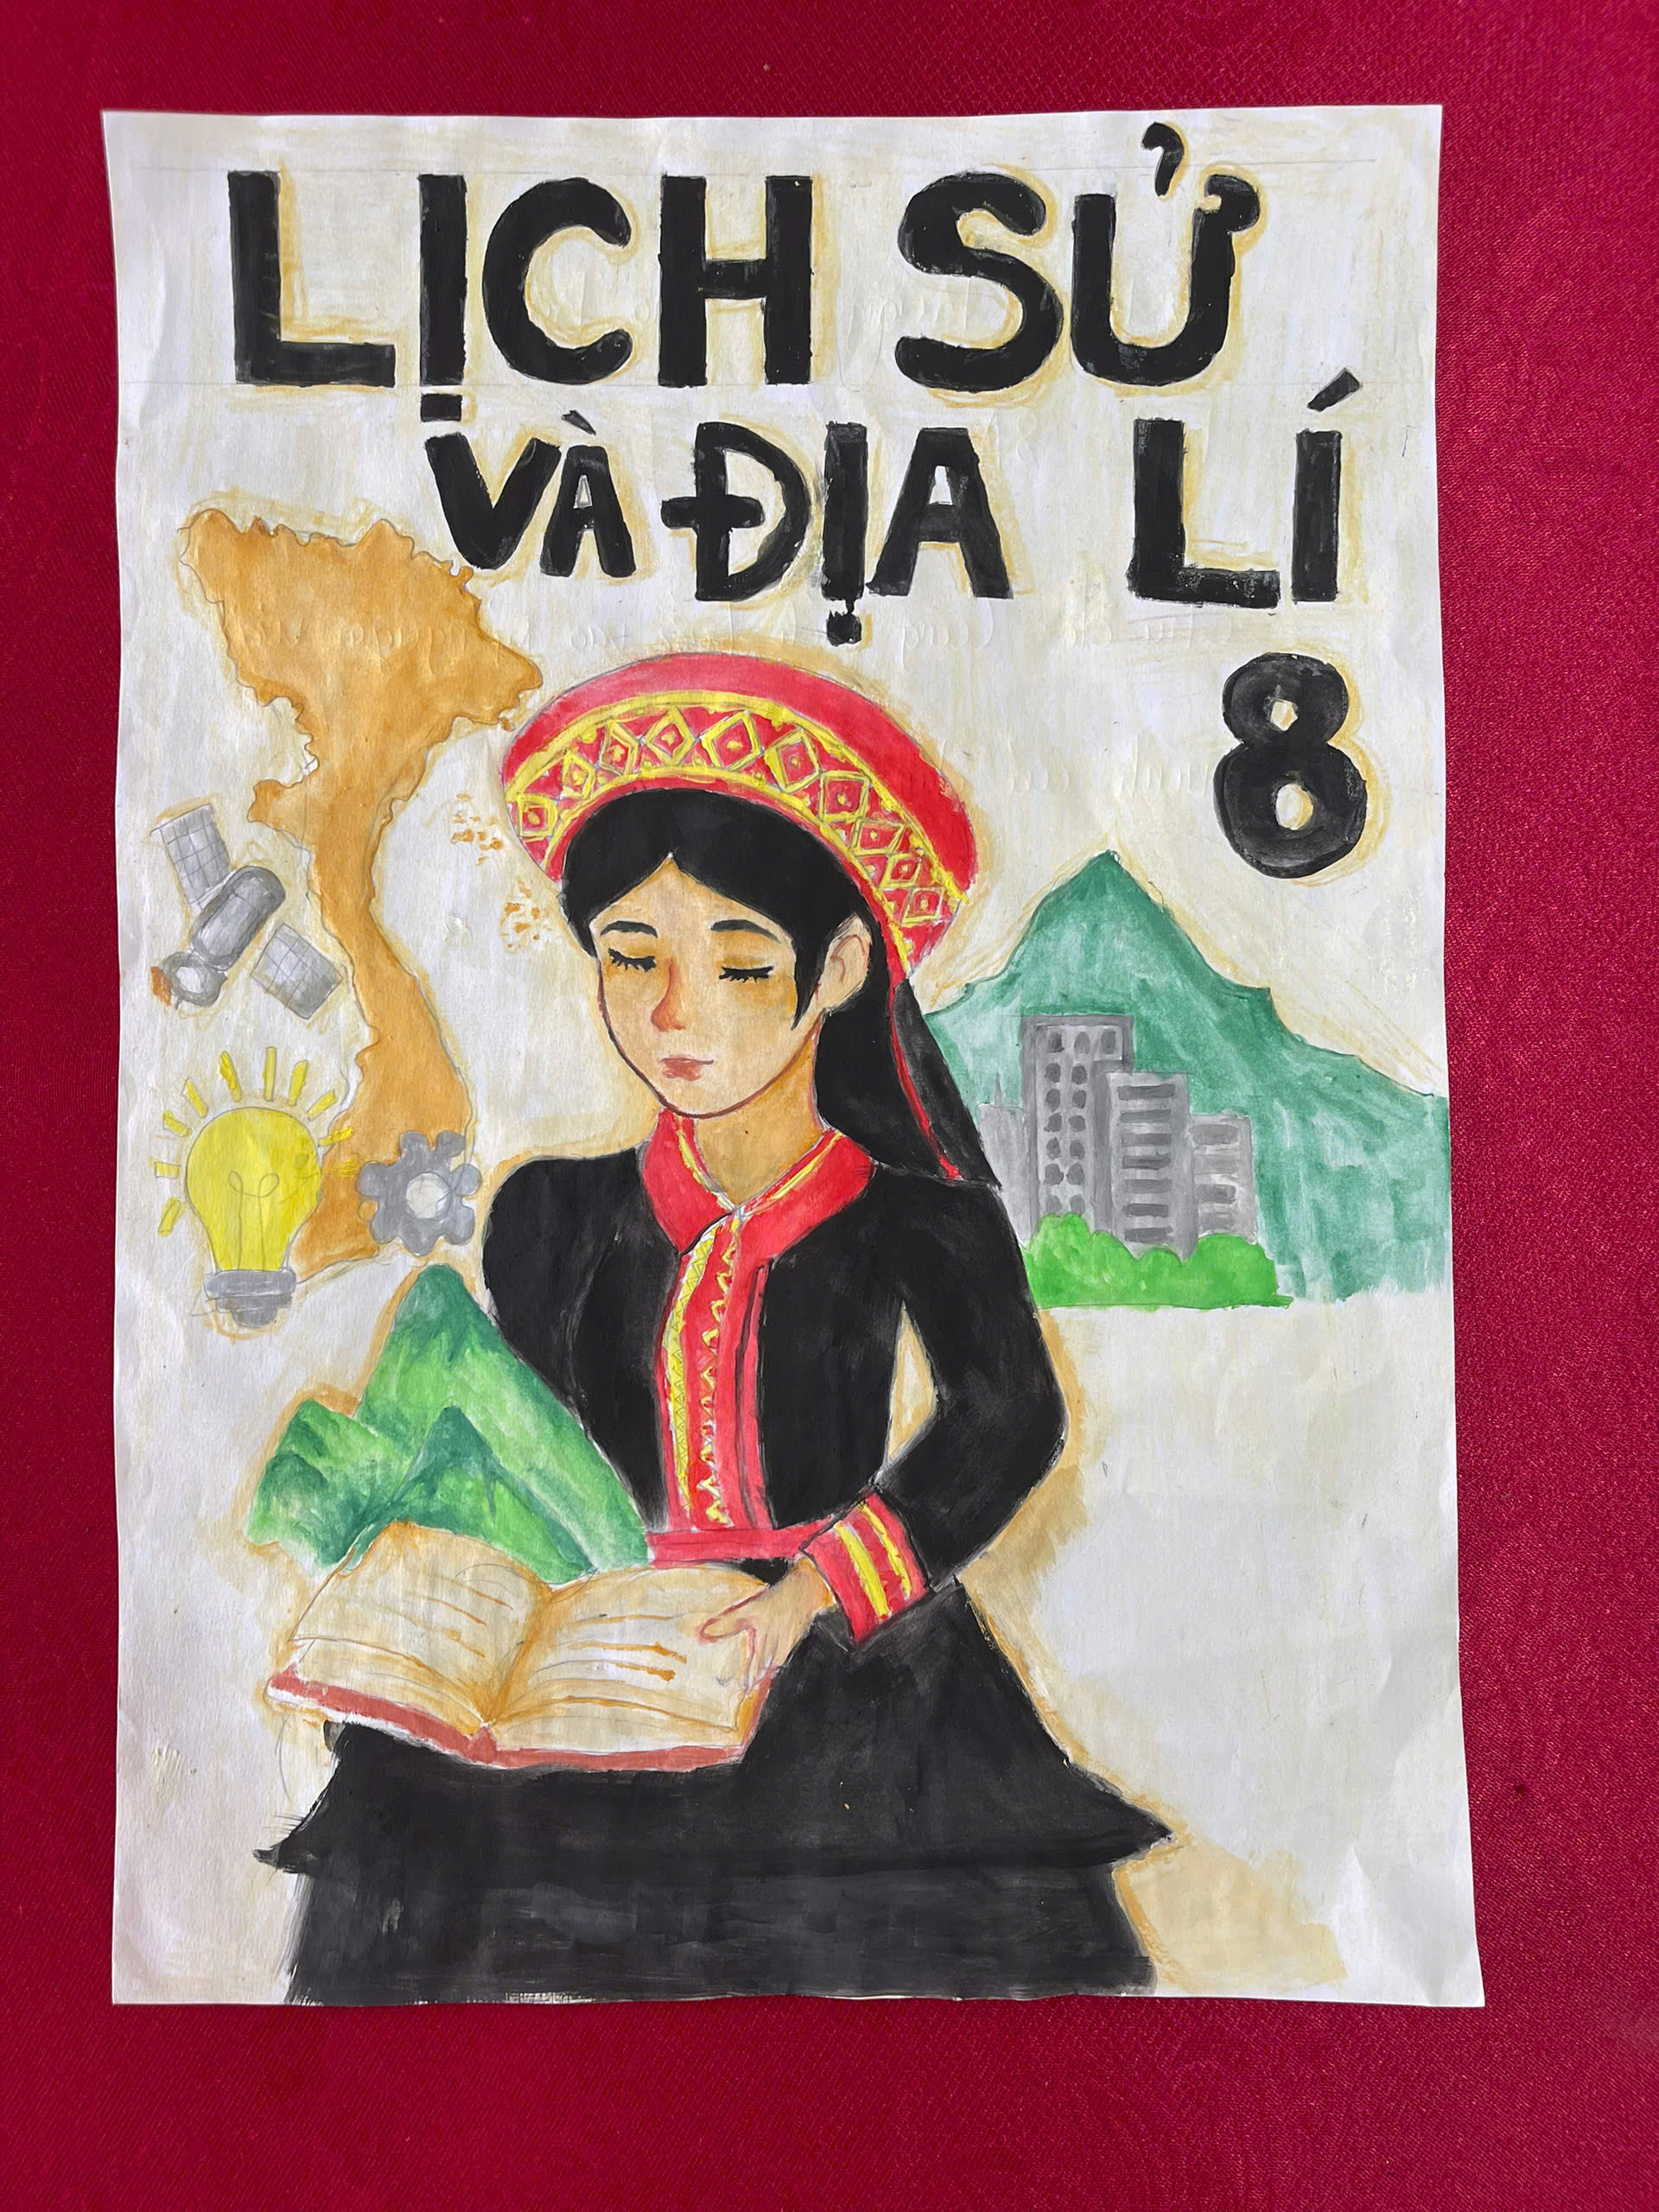 LỊCH SỬ
VÀ ĐỊA LÍ
8